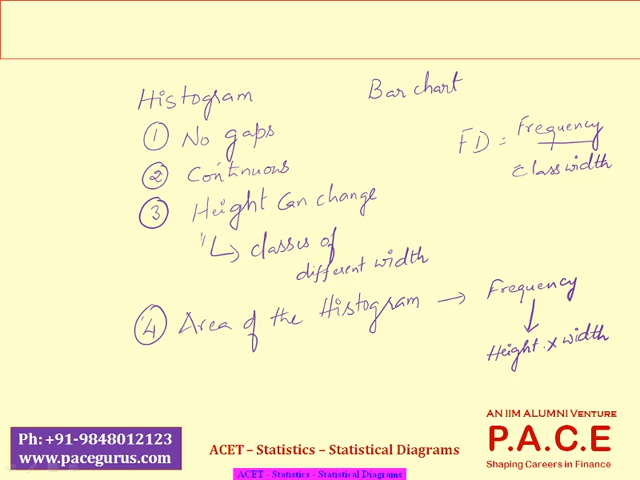 Histogram
Bar chart
① No gaps
② Continuous
③ Height Can change
↳ classes of
different width
FD = Frequency
Class width
④ Area of the Histogram → Frequency
↓
Height × width
Ph: +91-9848012123
www.pacegurus.com
ACET – Statistics – Statistical Diagrams
ACET - Statistics - Statistical Diagrams
AN IIM ALUMNI VENTURE
P.A.C.E
Shaping Careers in Finance